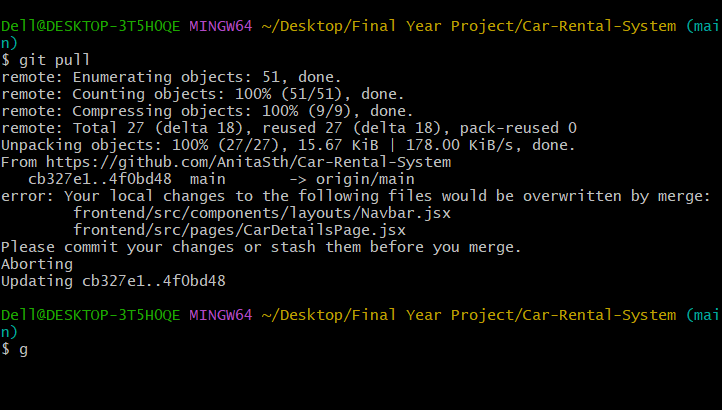 Dell@DESKTOP-3T5H0QE MINGW64 ~/Desktop/Final Year Project/Car-Rental-System (mai
n)
$ git pull
remote: Enumerating objects: 51, done.
remote: Counting objects: 100% (51/51), done.
remote: Compressing objects: 100% (9/9), done.
remote: Total 27 (delta 18), reused 27 (delta 18), pack-reused 0
Unpacking objects: 100% (27/27), 15.67 KiB | 178.00 KiB/s, done.
From https://github.com/AnitaSth/Car-Rental-System
   cb327e1..4f0bd48  main       -> origin/main
error: Your local changes to the following files would be overwritten by merge:
        frontend/src/components/layouts/Navbar.jsx
        frontend/src/pages/CarDetailsPage.jsx
Please commit your changes or stash them before you merge.
Aborting
Updating cb327e1..4f0bd48
Dell@DESKTOP-3T5H0QE MINGW64 ~/Desktop/Final Year Project/Car-Rental-System (mai
n)
$ g